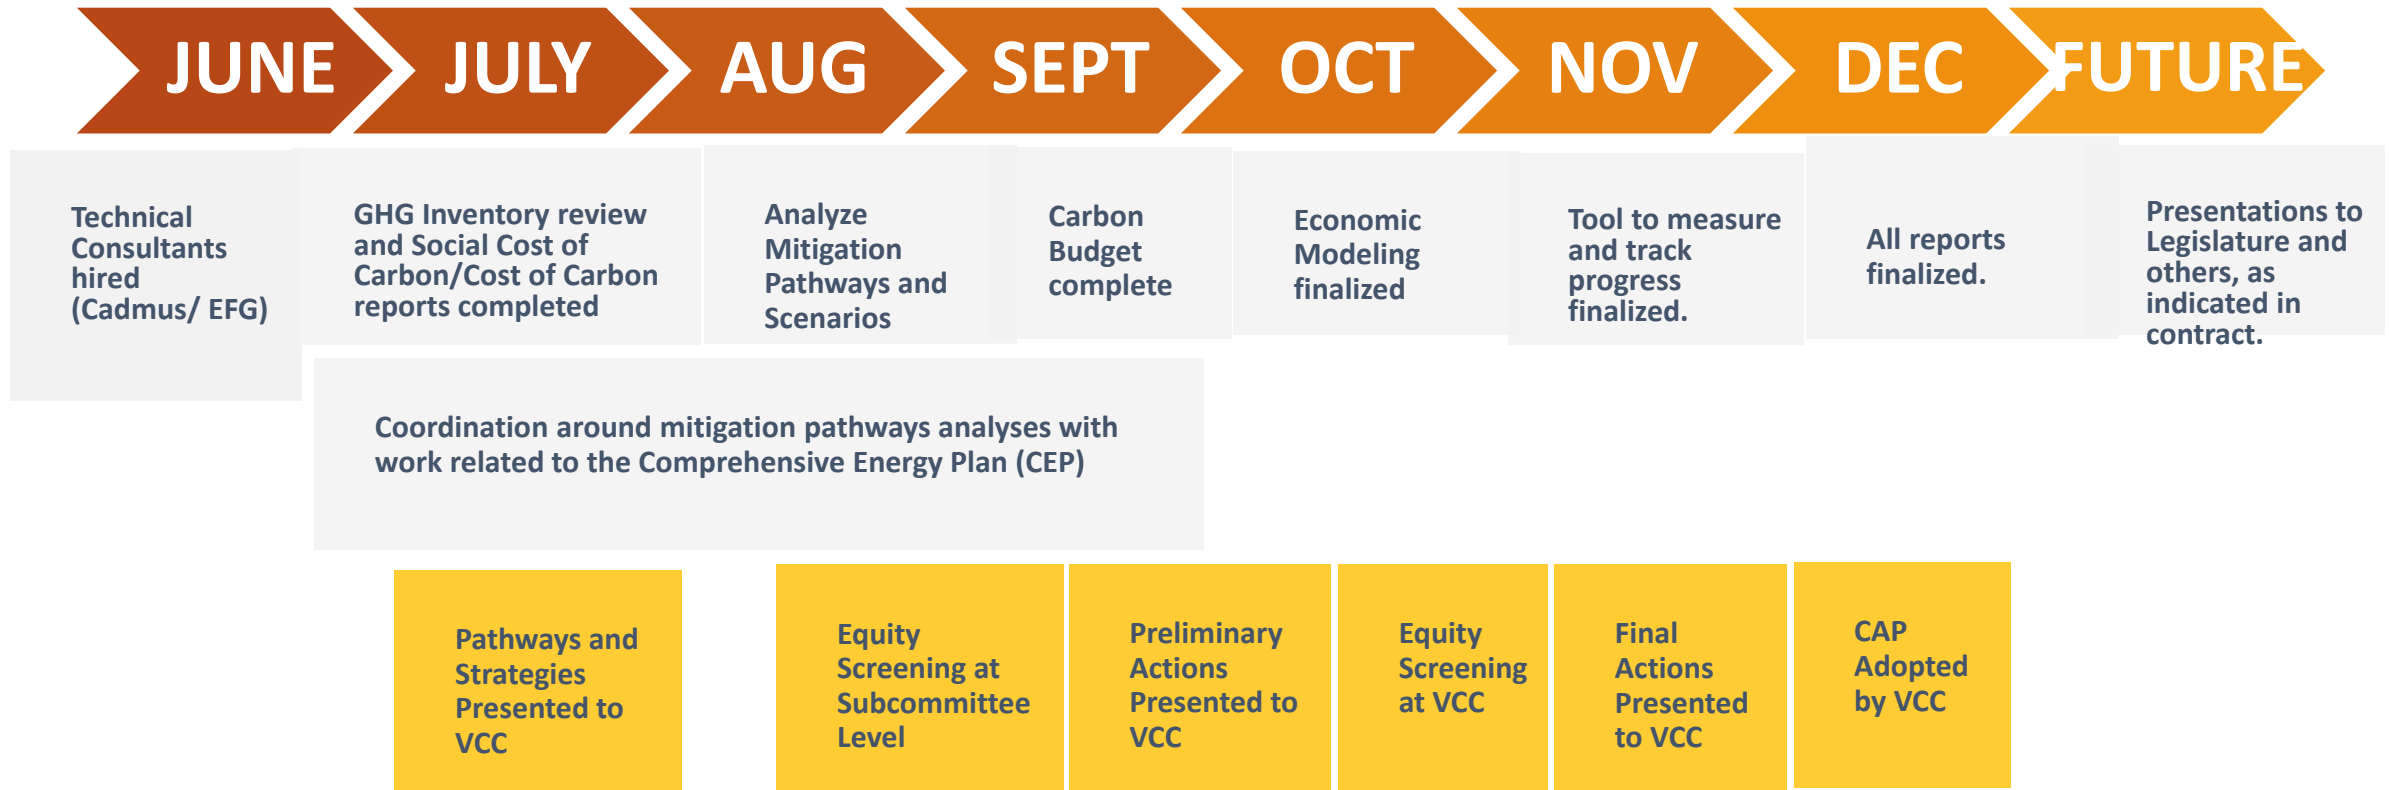 JUNE
JULY
AUG
SEPT
OCT
NOV
DEC
FUTURE
Technical
Consultants
hired
(Cadmus/ EFG)
GHG Inventory review
and Social Cost of
Carbon/Cost of Carbon
reports completed
Analyze
Mitigation
Pathways and
Scenarios
Carbon
Budget
complete
Economic
Modeling
finalized
Tool to measure
and track
progress
finalized.
All reports
finalized.
Presentations to
Legislature and
others, as
indicated in
contract.
Coordination around mitigation pathways analyses with
work related to the Comprehensive Energy Plan (CEP)
Pathways and
Strategies
Presented to
VCC
Equity
Screening at
Subcommittee
Level
Preliminary
Actions
Presented to
VCC
Equity
Screening
at VCC
Final
Actions
Presented
to VCC
CAP
Adopted
by VCC